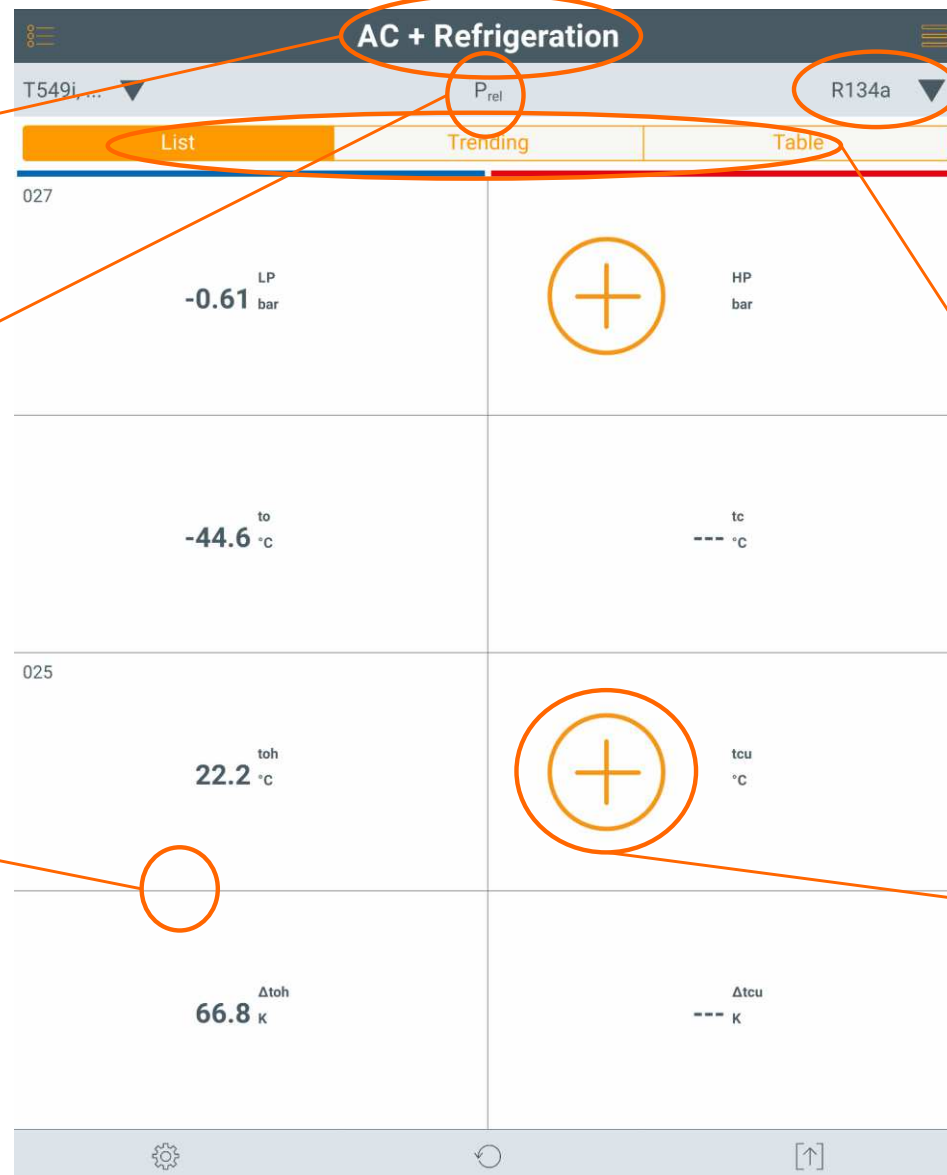 AC + Refrigeration
T549i, ... Prel R134a
List Trending Table
027
-0.61 LP bar HP bar
-44.6 to °C --- tc °C
025
22.2 toh °C tcu °C
66.8 Δtoh K --- Δtcu K